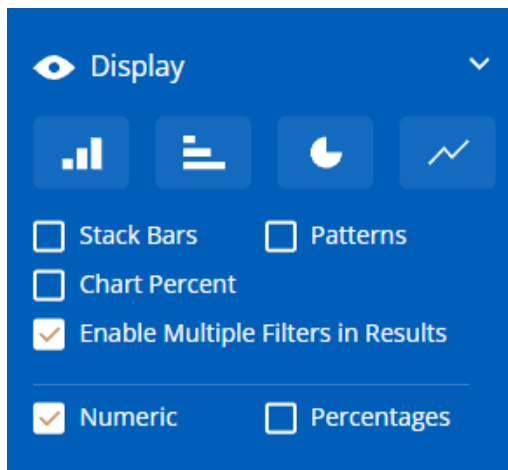 Display
Stack Bars Patterns
Chart Percent
Enable Multiple Filters in Results
Numeric Percentages